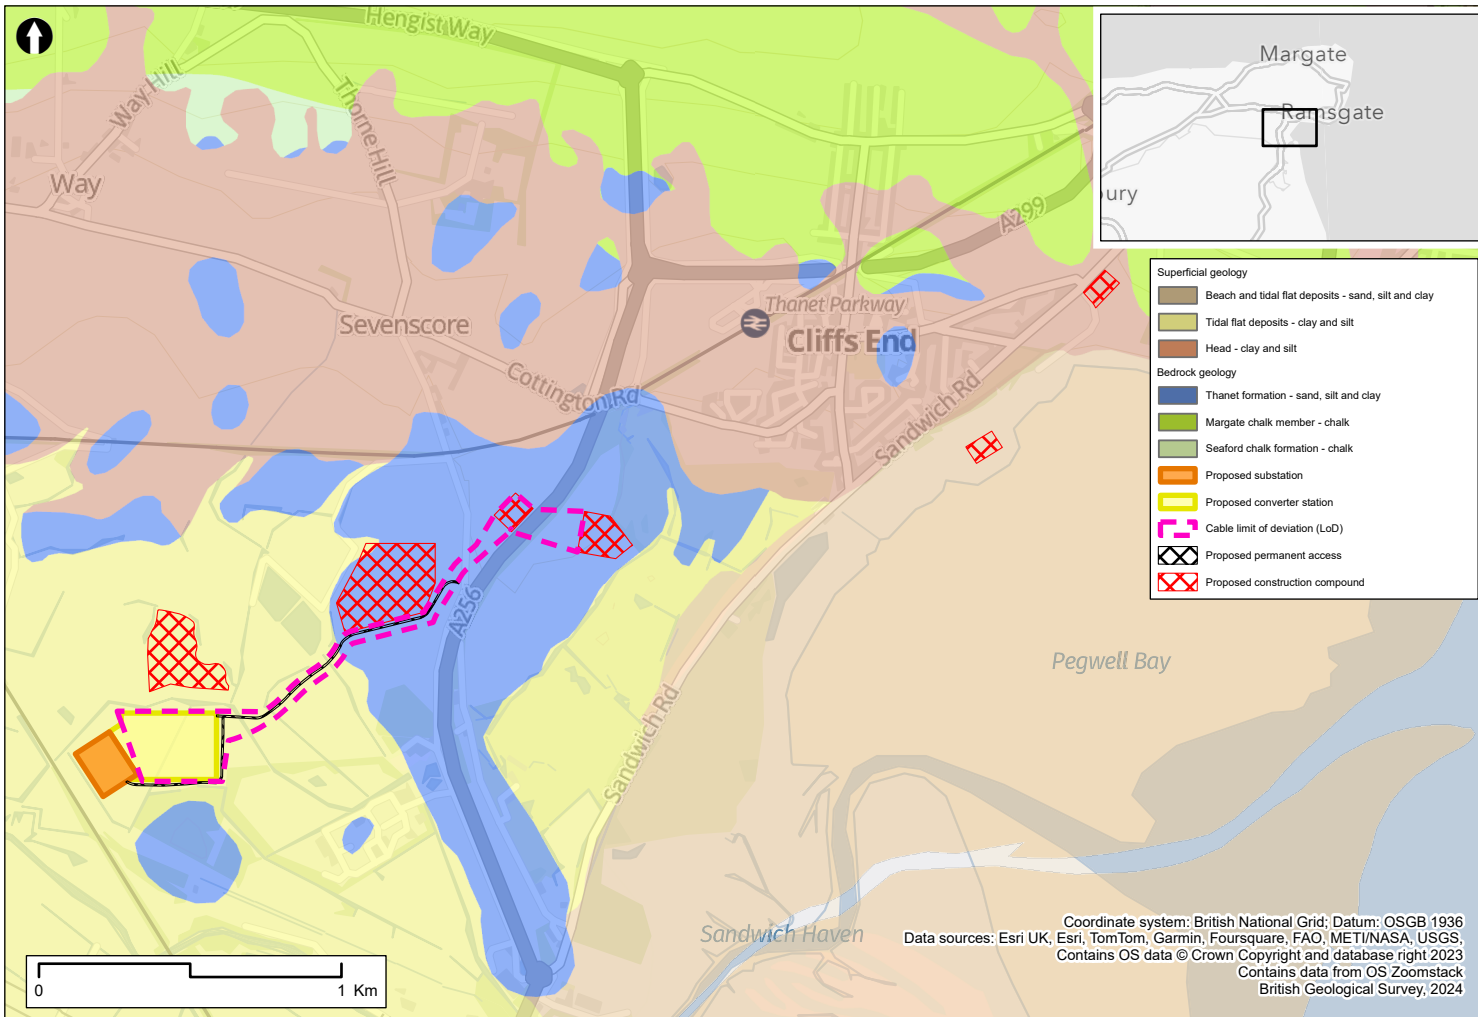 Hengist Way
Way Hill
Thorne Hill
Way
A299
Sevenscore
Thanet Parkway
Cliffs End
Cottington Rd
Sandwich Rd
A256
Sandwich Rd
Pegwell Bay
Sandwich Haven
Margate
Ramsgate
bury
Superficial geology
Beach and tidal flat deposits - sand, silt and clay
Tidal flat deposits - clay and silt
Head - clay and silt
Bedrock geology
Thanet formation - sand, silt and clay
Margate chalk member - chalk
Seaford chalk formation - chalk
Proposed substation
Proposed converter station
Cable limit of deviation (LoD)
Proposed permanent access
Proposed construction compound
0 1 Km
Coordinate system: British National Grid; Datum: OSGB 1936
Data sources: Esri UK, Esri, TomTom, Garmin, Foursquare, FAO, METI/NASA, USGS,
Contains OS data © Crown Copyright and database right 2023
Contains data from OS Zoomstack
British Geological Survey, 2024